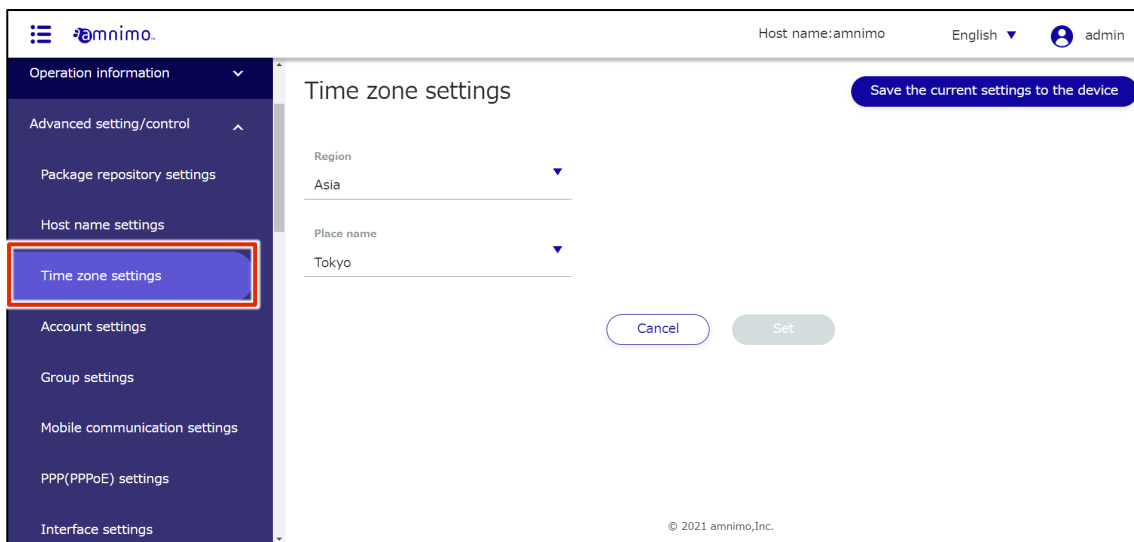 amnimo
Host name:amnimo
English
admin
Operation information
Advanced setting/control
Package repository settings
Host name settings
Time zone settings
Account settings
Group settings
Mobile communication settings
PPP(PPPoE) settings
Interface settings
Time zone settings
Save the current settings to the device
Region
Asia
Place name
Tokyo
Cancel
Set
© 2021 amnimo,Inc.